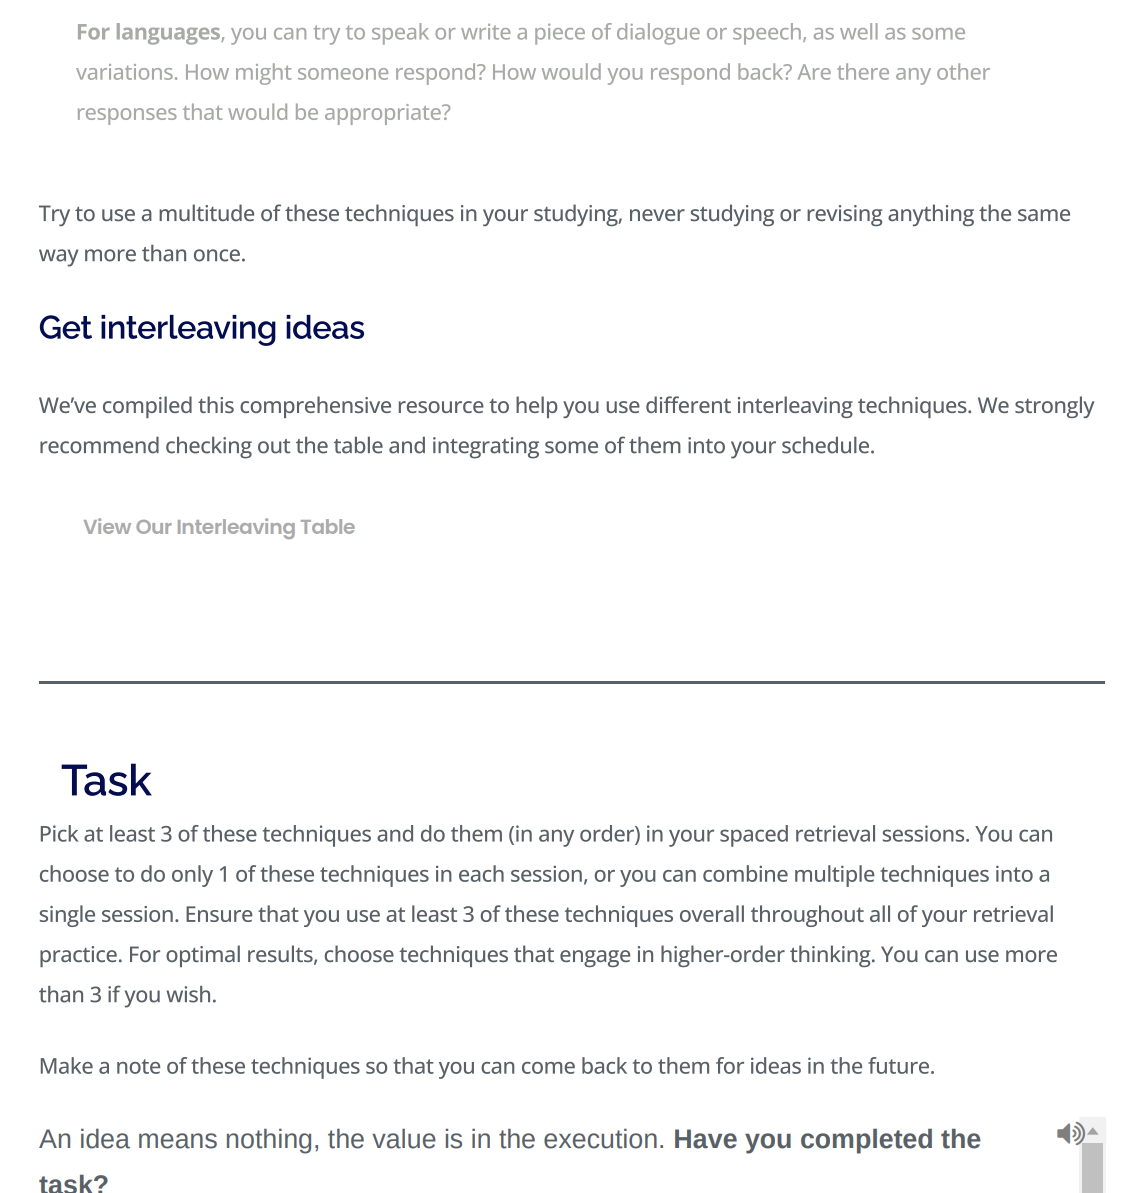 For languages, you can try to speak or write a piece of dialogue or speech, as well as some
variations. How might someone respond? How would you respond back? Are there any other
responses that would be appropriate?
Try to use a multitude of these techniques in your studying, never studying or revising anything the same
way more than once.
Get interleaving ideas
We’ve compiled this comprehensive resource to help you use different interleaving techniques. We strongly
recommend checking out the table and integrating some of them into your schedule.
View Our Interleaving Table
Task
Pick at least 3 of these techniques and do them (in any order) in your spaced retrieval sessions. You can
choose to do only 1 of these techniques in each session, or you can combine multiple techniques into a
single session. Ensure that you use at least 3 of these techniques overall throughout all of your retrieval
practice. For optimal results, choose techniques that engage in higher-order thinking. You can use more
than 3 if you wish.
Make a note of these techniques so that you can come back to them for ideas in the future.
An idea means nothing, the value is in the execution. Have you completed the
task?